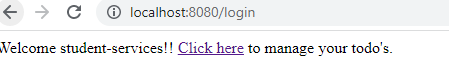 localhost:8080/login
Welcome student-services!! Click here to manage your todo's.